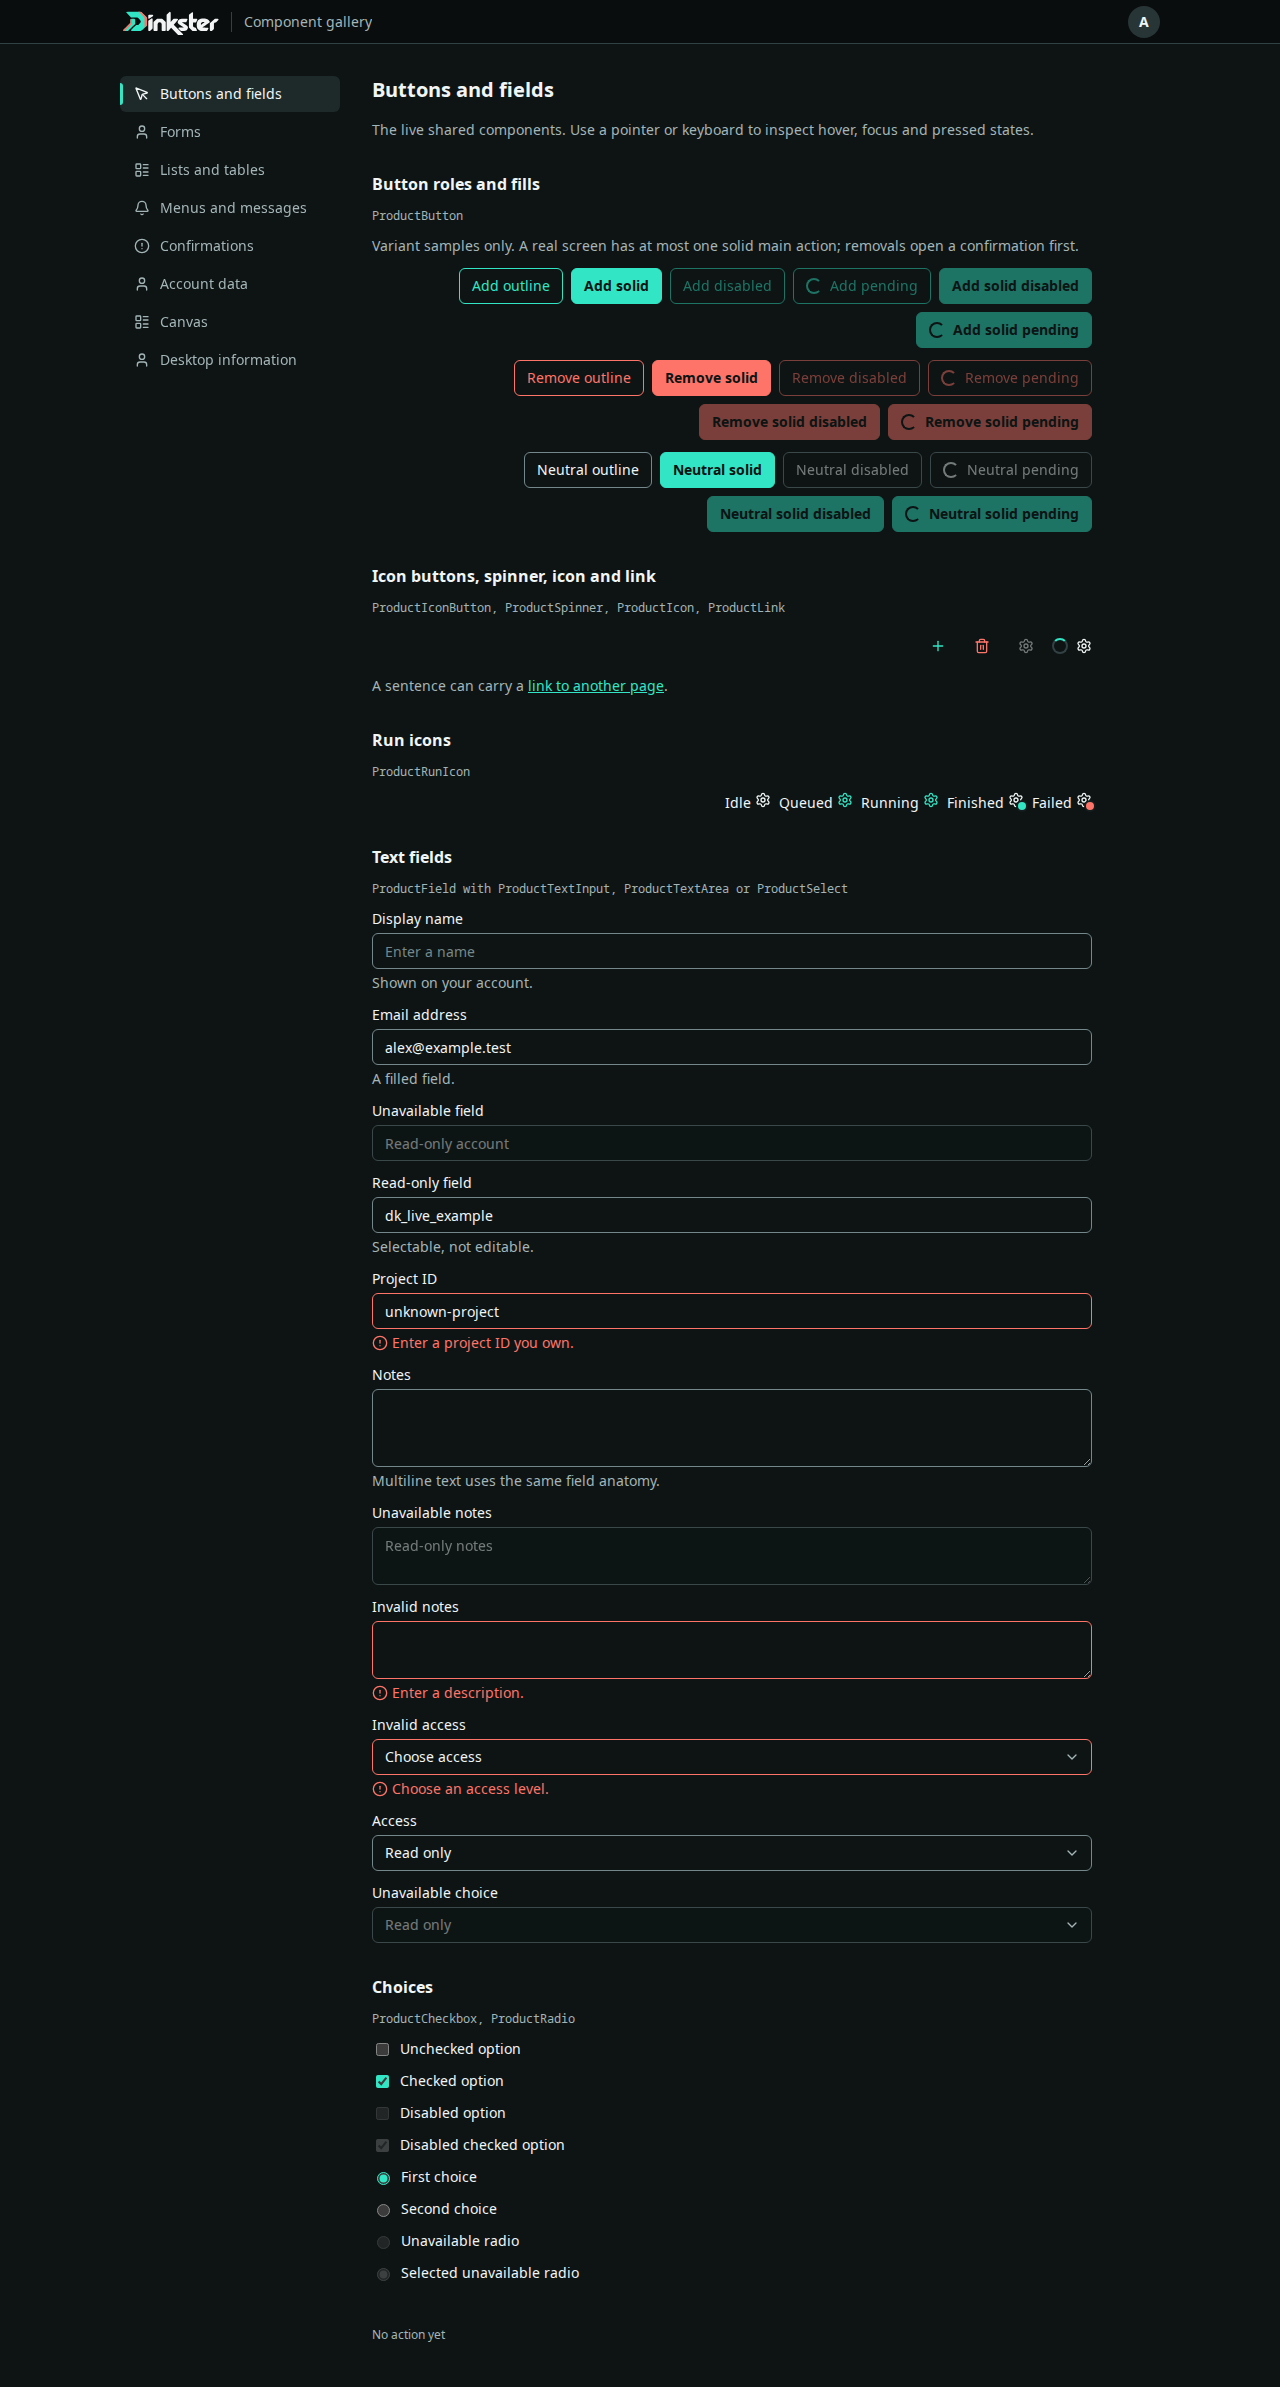 Dinkster
Component gallery
A
Buttons and fields
Forms
Lists and tables
Menus and messages
Confirmations
Account data
Canvas
Desktop information
Buttons and fields
The live shared components. Use a pointer or keyboard to inspect hover, focus and pressed states.
Button roles and fills
ProductButton
Variant samples only. A real screen has at most one solid main action; removals open a confirmation first.
Add outline Add solid Add disabled Add pending Add solid disabled
Add solid pending
Remove outline Remove solid Remove disabled Remove pending
Remove solid disabled Remove solid pending
Neutral outline Neutral solid Neutral disabled Neutral pending
Neutral solid disabled Neutral solid pending
Icon buttons, spinner, icon and link
ProductIconButton, ProductSpinner, ProductIcon, ProductLink
A sentence can carry a link to another page.
Run icons
ProductRunIcon
Idle Queued Running Finished Failed
Text fields
ProductField with ProductTextInput, ProductTextArea or ProductSelect
Display name
Enter a name
Shown on your account.
Email address
alex@example.test
A filled field.
Unavailable field
Read-only account
Read-only field
dk_live_example
Selectable, not editable.
Project ID
unknown-project
Enter a project ID you own.
Notes
Multiline text uses the same field anatomy.
Unavailable notes
Read-only notes
Invalid notes
Enter a description.
Invalid access
Choose access
Choose an access level.
Access
Read only
Unavailable choice
Read only
Choices
ProductCheckbox, ProductRadio
Unchecked option
Checked option
Disabled option
Disabled checked option
First choice
Second choice
Unavailable radio
Selected unavailable radio
No action yet